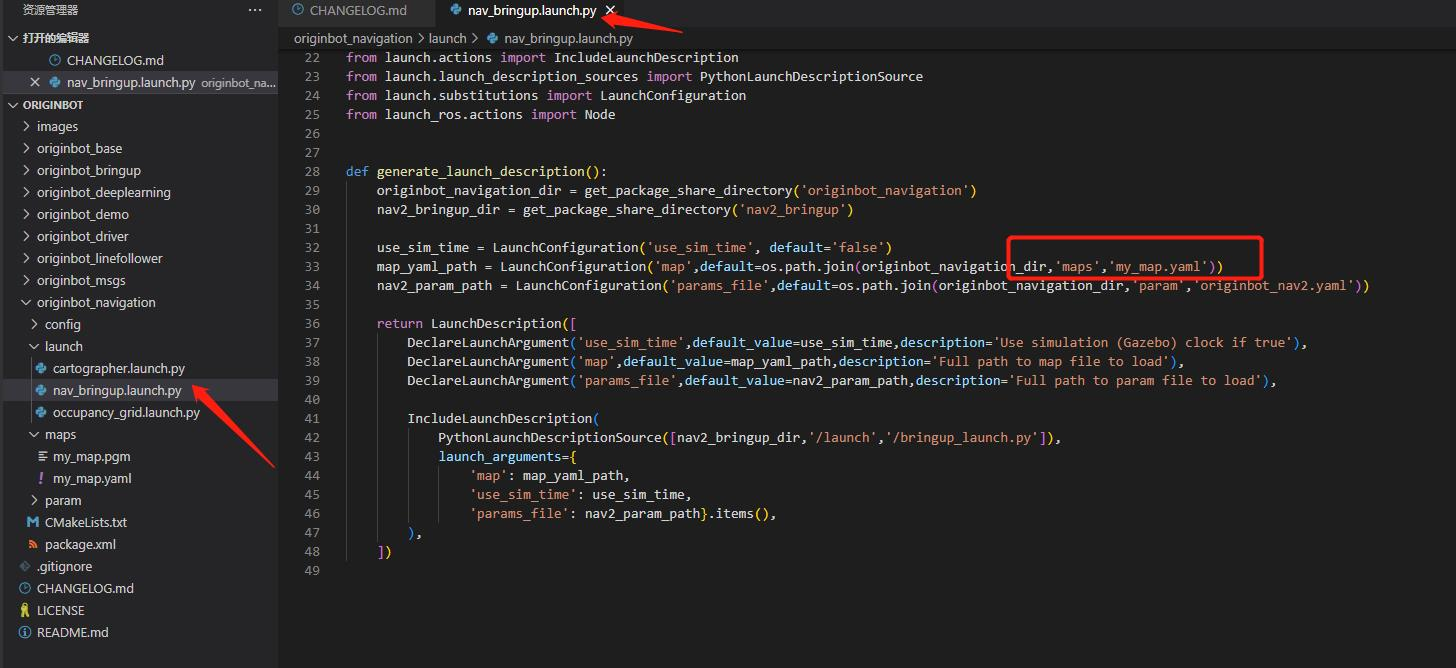 资源管理器
···
打开的编辑器
CHANGELOG.md
nav_bringup.launch.py originbot_na...
ORIGINBOT
images
originbot_base
originbot_bringup
originbot_deeplearning
originbot_demo
originbot_driver
originbot_linefollower
originbot_msgs
originbot_navigation
config
launch
cartographer.launch.py
nav_bringup.launch.py
occupancy_grid.launch.py
maps
my_map.pgm
my_map.yaml
param
CMakeLists.txt
package.xml
.gitignore
CHANGELOG.md
LICENSE
README.md
CHANGELOG.md
nav_bringup.launch.py
originbot_navigation > launch > nav_bringup.launch.py
22 from launch.actions import IncludeLaunchDescription
23 from launch.launch_description_sources import PythonLaunchDescriptionSource
24 from launch.substitutions import LaunchConfiguration
25 from launch_ros.actions import Node
26
27
28 def generate_launch_description():
29 originbot_navigation_dir = get_package_share_directory('originbot_navigation')
30 nav2_bringup_dir = get_package_share_directory('nav2_bringup')
31
32 use_sim_time = LaunchConfiguration('use_sim_time', default='false')
33 map_yaml_path = LaunchConfiguration('map',default=os.path.join(originbot_navigation_dir,'maps','my_map.yaml'))
34 nav2_param_path = LaunchConfiguration('params_file',default=os.path.join(originbot_navigation_dir,'param','originbot_nav2.yaml'))
35
36 return LaunchDescription([
37 DeclareLaunchArgument('use_sim_time',default_value=use_sim_time,description='Use simulation (Gazebo) clock if true'),
38 DeclareLaunchArgument('map',default_value=map_yaml_path,description='Full path to map file to load'),
39 DeclareLaunchArgument('params_file',default_value=nav2_param_path,description='Full path to param file to load'),
40
41 IncludeLaunchDescription(
42 PythonLaunchDescriptionSource([nav2_bringup_dir,'/launch','/bringup_launch.py']),
43 launch_arguments={
44 'map': map_yaml_path,
45 'use_sim_time': use_sim_time,
46 'params_file': nav2_param_path}.items(),
47 ),
48 ])
49